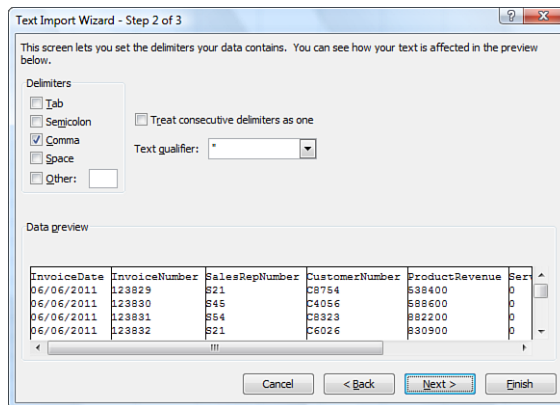 Text Import Wizard - Step 2 of 3
This screen lets you set the delimiters your data contains.  You can see how your text is affected in the preview
below.
Delimiters
Tab
Semicolon
Comma
Space
Other:
Treat consecutive delimiters as one
Text qualifier: "
Data preview
InvoiceDate InvoiceNumber SalesRepNumber CustomerNumber ProductRevenue Serv
06/06/2011 123829 S21 C8754 538400 0
06/06/2011 123830 S45 C4056 588600 0
06/06/2011 123831 S54 C8323 882200 0
06/06/2011 123832 S21 C6026 830900 0
Cancel < Back Next > Finish